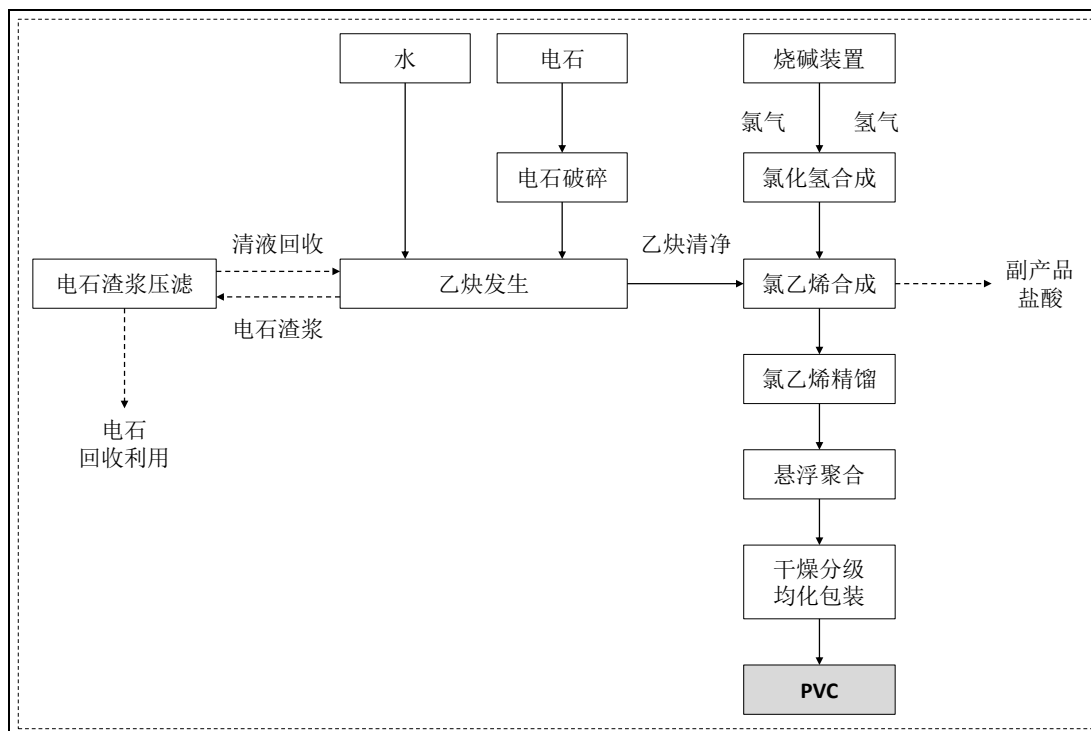 水
电石
烧碱装置
氯气
氢气
电石破碎
氯化氢合成
清液回收
乙炔清净
电石渣浆压滤
乙炔发生
氯乙烯合成
副产品
盐酸
电石渣浆
氯乙烯精馏
电石
回收利用
悬浮聚合
干燥分级
均化包装
PVC